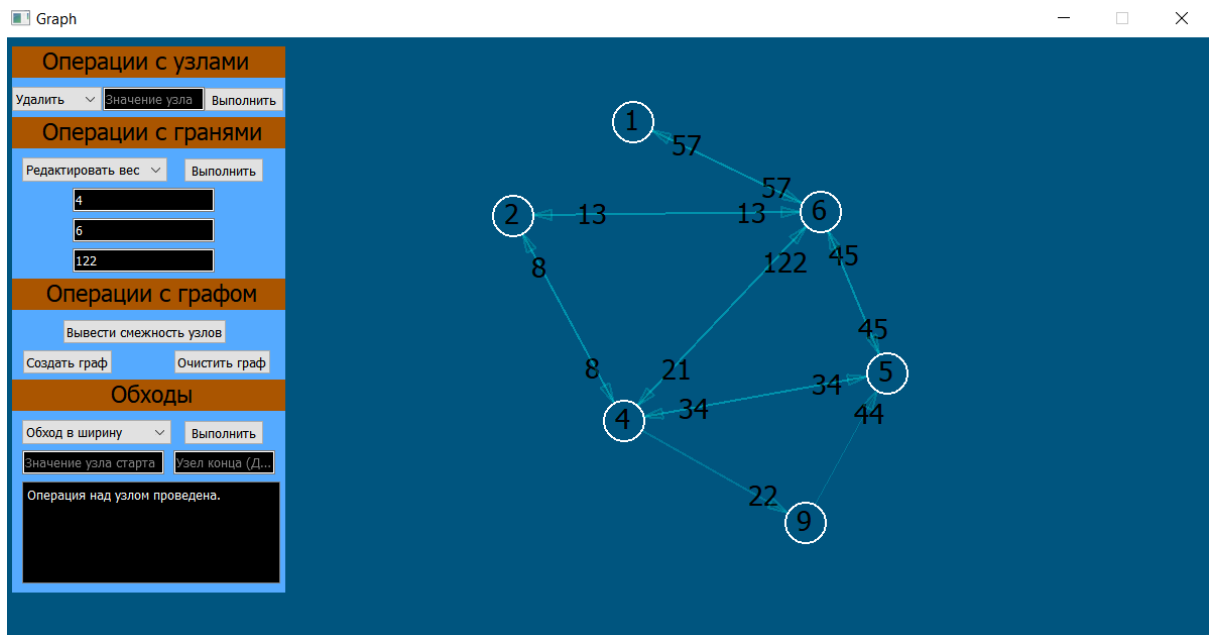 Graph
Операции с узлами
Удалить Значение узла Выполнить
Операции с гранями
Редактировать вес Выполнить
4
6
122
Операции с графом
Вывести смежность узлов
Создать граф Очистить граф
Обходы
Обход в ширину Выполнить
Значение узла старта Узел конца (Д...
Операция над узлом проведена.
1
57
57
2 13 13 6
8 122 45
45
8 21 34 5
4 34 44
22
9